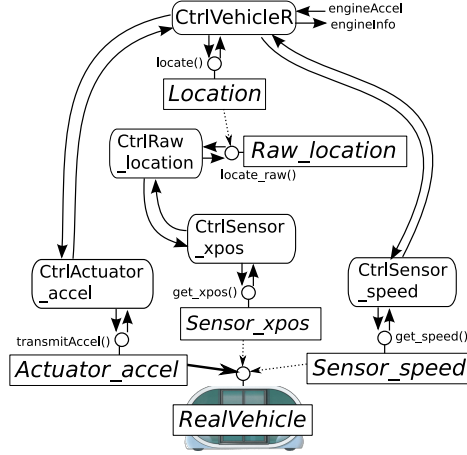 CtrlVehicleR
engineAccel
engineInfo
locate()
Location
CtrlRaw
_location
Raw_location
locate_raw()
CtrlSensor
_xpos
CtrlActuator
_accel
CtrlSensor
_speed
get_xpos()
transmitAccel()
get_speed()
Sensor_xpos
Actuator_accel
Sensor_speed
RealVehicle